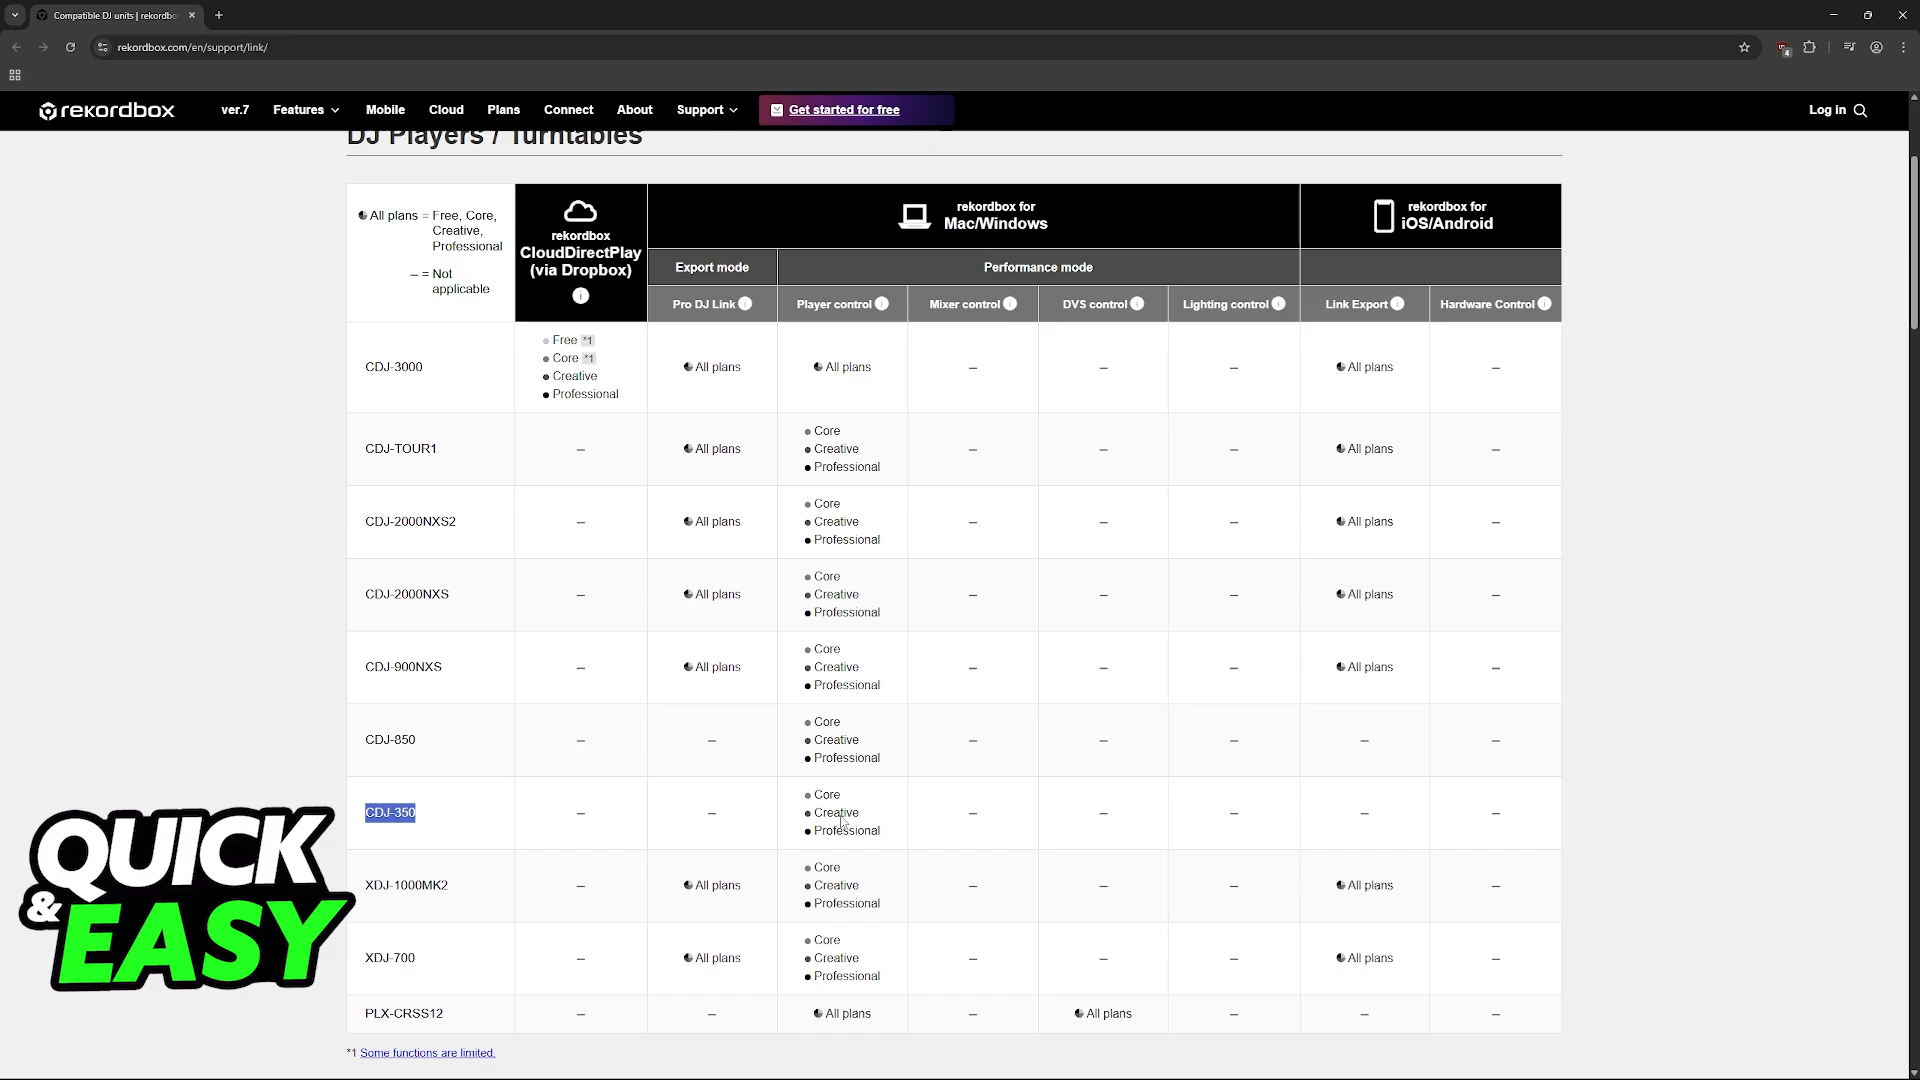 Compatible DJ units | rekordbo
rekordbox.com/en/support/link/
4
rekordbox
ver.7
Features
Mobile
Cloud
Plans
Connect
About
Support
Get started for free
Log in
DJ Players / Turntables
All plans = Free, Core,
Creative,
Professional
– = Not
applicable
rekordbox
CloudDirectPlay
(via Dropbox)
i
rekordbox for
Mac/Windows
rekordbox for
iOS/Android
Export mode
Performance mode
Pro DJ Link i
Player control i
Mixer control i
DVS control i
Lighting control i
Link Export i
Hardware Control i
CDJ-3000
Free *1
Core *1
Creative
Professional
All plans
All plans
–
–
–
All plans
–
CDJ-TOUR1
–
All plans
Core
Creative
Professional
–
–
–
All plans
–
CDJ-2000NXS2
–
All plans
Core
Creative
Professional
–
–
–
All plans
–
CDJ-2000NXS
–
All plans
Core
Creative
Professional
–
–
–
All plans
–
CDJ-900NXS
–
All plans
Core
Creative
Professional
–
–
–
All plans
–
CDJ-850
–
–
Core
Creative
Professional
–
–
–
–
–
CDJ-350
–
–
Core
Creative
Professional
–
–
–
–
–
XDJ-1000MK2
–
All plans
Core
Creative
Professional
–
–
–
All plans
–
XDJ-700
–
All plans
Core
Creative
Professional
–
–
–
All plans
–
PLX-CRSS12
–
–
All plans
–
All plans
–
–
–
*1 Some functions are limited.
QUICK
& EASY